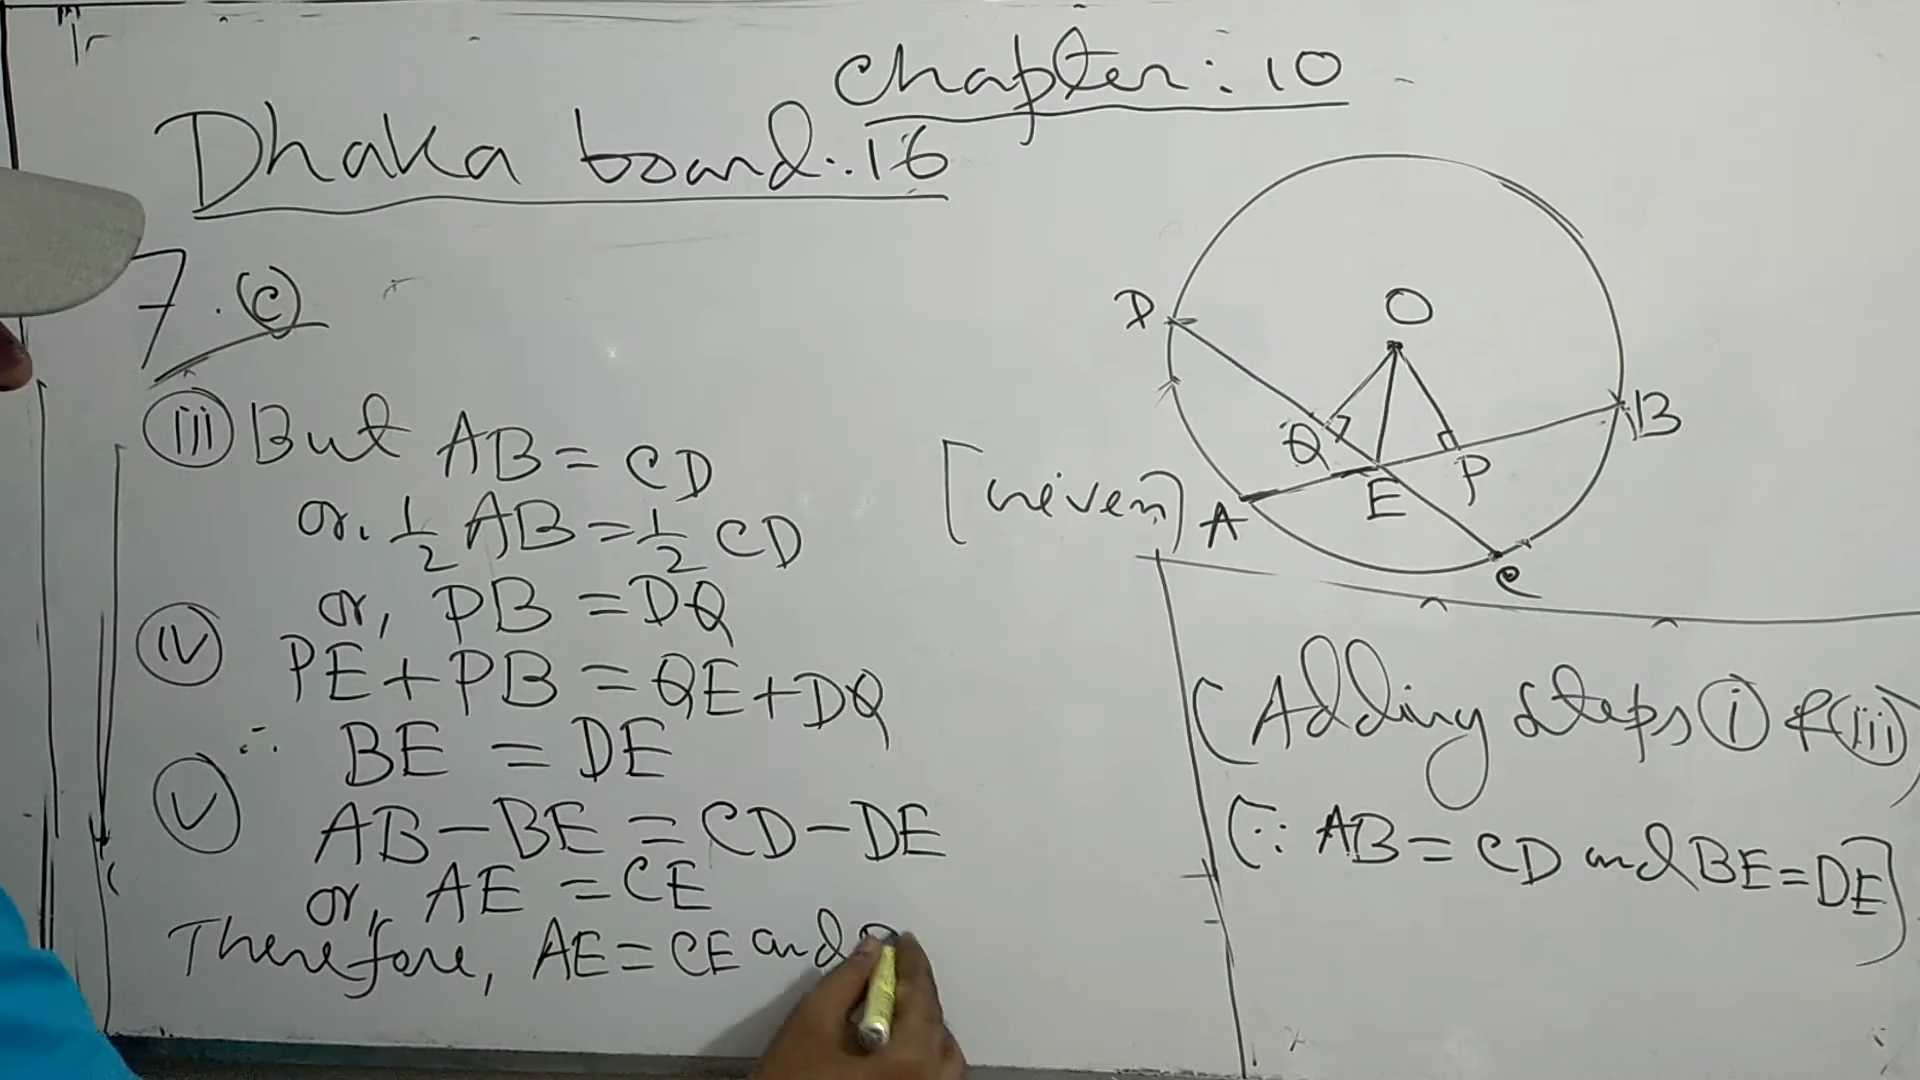 Chapter: 10
Dhaka board: 16
7. (c)
(iii) But AB = CD [Given]
or, 1/2 AB = 1/2 CD
or, PB = DQ
(iv) PE + PB = QE + DQ (Adding steps (i) & (iii))
∴ BE = DE
(v) AB - BE = CD - DE (∵ AB = CD and BE = DE]
or, AE = CE
Therefore, AE = CE and
D
O
B
Q
P
E
A
C